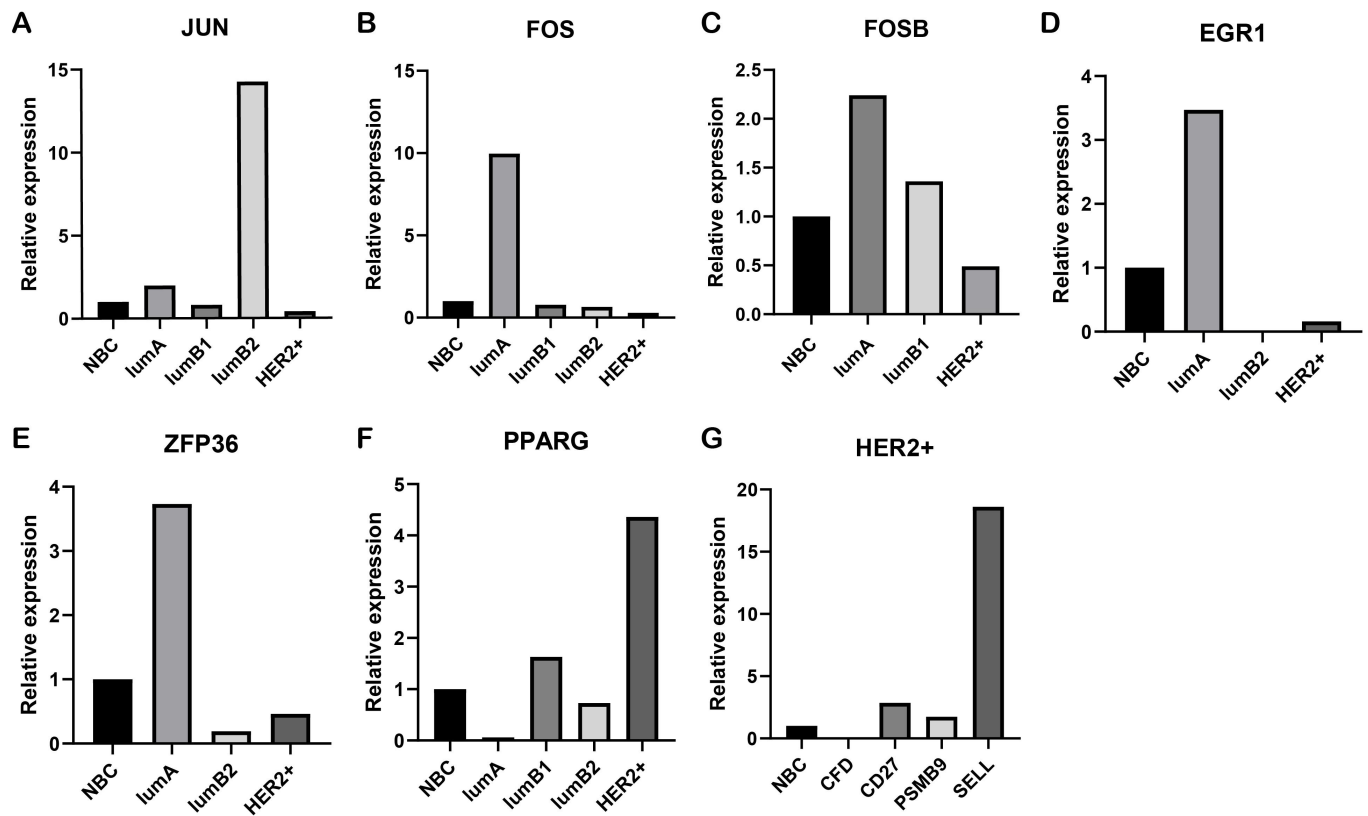 A
JUN
Relative expression
15
10
5
0
NBC
lumA
lumB1
lumB2
HER2+
B
FOS
Relative expression
15
10
5
0
NBC
lumA
lumB1
lumB2
HER2+
C
FOSB
Relative expression
2.5
2.0
1.5
1.0
0.5
0.0
NBC
lumA
lumB1
HER2+
D
EGR1
Relative expression
4
3
2
1
0
NBC
lumA
lumB2
HER2+
E
ZFP36
Relative expression
4
3
2
1
0
NBC
lumA
lumB2
HER2+
F
PPARG
Relative expression
5
4
3
2
1
0
NBC
lumA
lumB1
lumB2
HER2+
G
HER2+
Relative expression
20
15
10
5
0
NBC
CFD
CD27
PSMB9
SELL